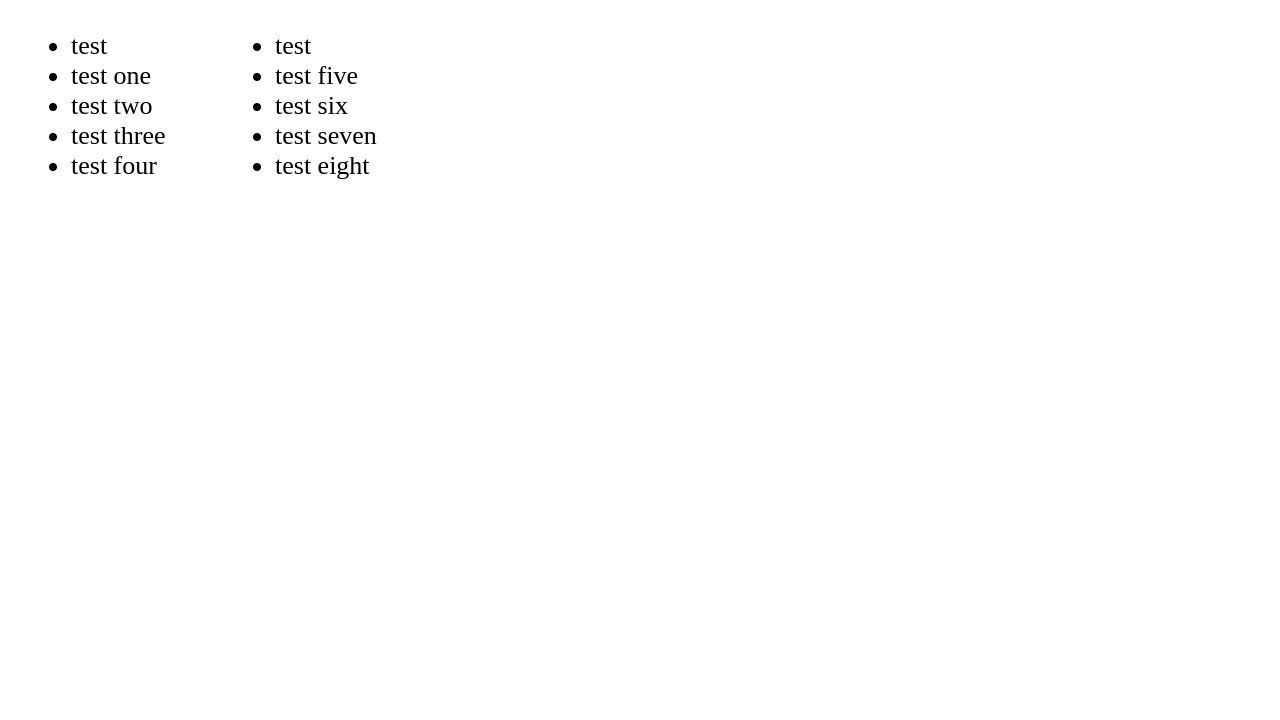 test
test one
test two
test three
test four
test
test five
test six
test seven
test eight